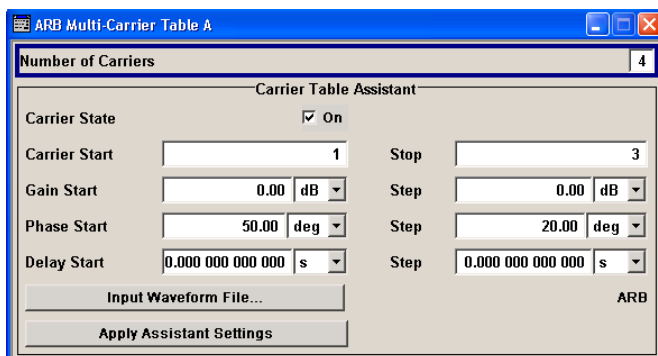 ARB Multi-Carrier Table A
Number of Carriers 4
Carrier Table Assistant
Carrier State On
Carrier Start 1 Stop 3
Gain Start 0.00 dB Step 0.00 dB
Phase Start 50.00 deg Step 20.00 deg
Delay Start 0.000 000 000 000 s Step 0.000 000 000 000 s
Input Waveform File... ARB
Apply Assistant Settings